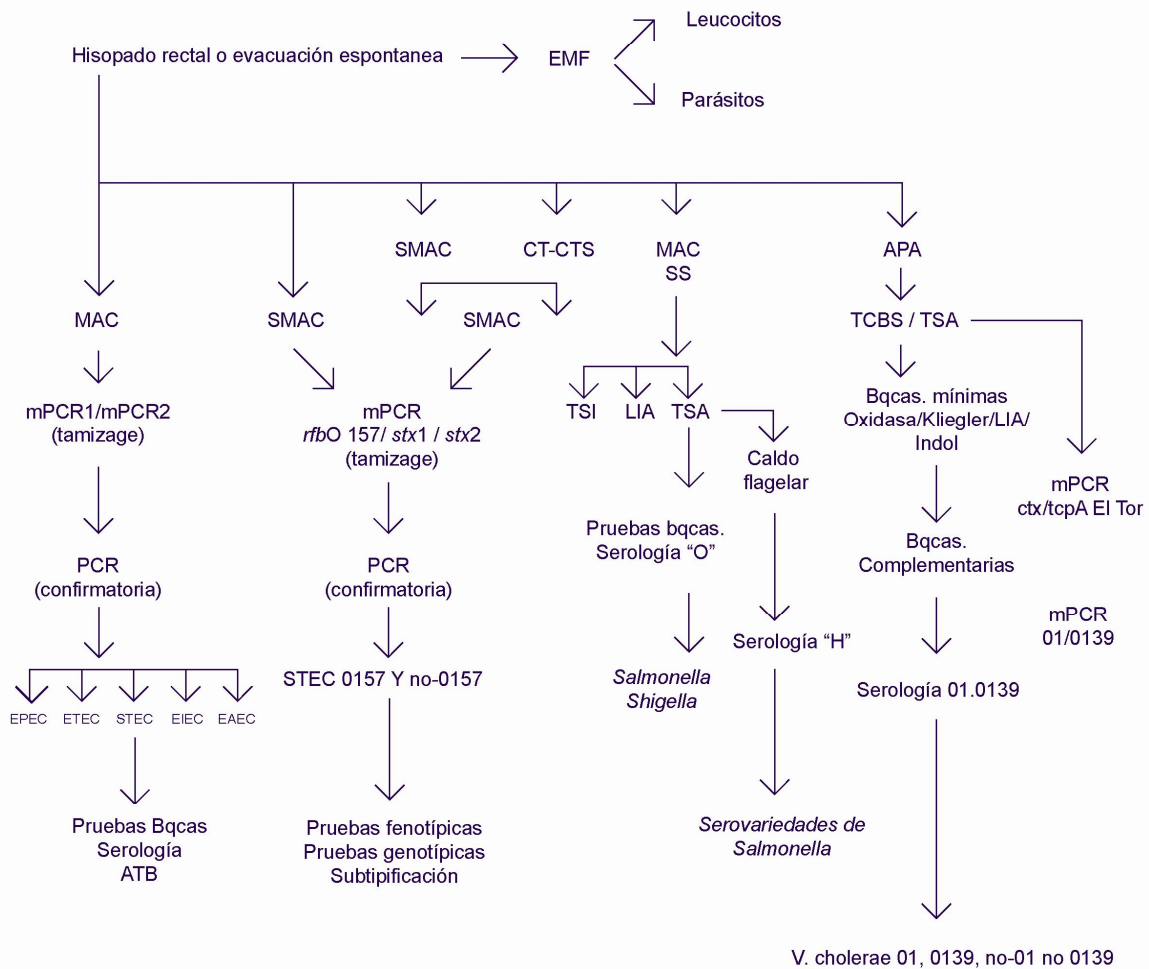 Leucocitos
Hisopado rectal o evacuación espontanea
EMF
Parásitos
SMAC
CT-CTS
MAC
SS
APA
MAC
SMAC
SMAC
TCBS / TSA
mPCR1/mPCR2
(tamizage)
mPCR
rfbO 157/ stx1 / stx2
(tamizage)
TSI
LIA
TSA
Bqcas. mínimas
Oxidasa/Kliegler/LIA/
Indol
Caldo
flagelar
mPCR
ctx/tcpA El Tor
Pruebas bqcas.
Serología “O”
Bqcas.
Complementarias
PCR
(confirmatoria)
PCR
(confirmatoria)
mPCR
01/0139
Serología “H”
STEC 0157 Y no-0157
Salmonella
Shigella
Serología 01.0139
EPEC
ETEC
STEC
EIEC
EAEC
Pruebas Bqcas
Serología
ATB
Pruebas fenotípicas
Pruebas genotípicas
Subtipificación
Serovariedades de
Salmonella
V. cholerae 01, 0139, no-01 no 0139